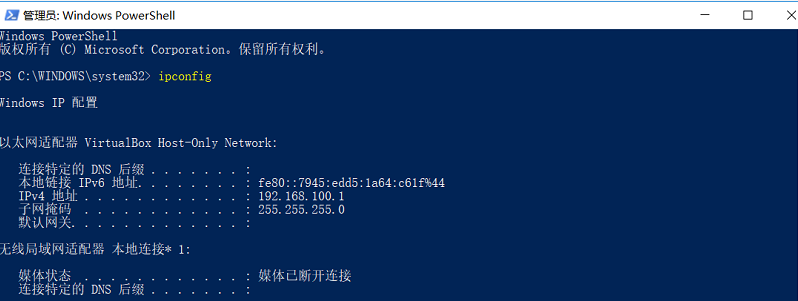 管理员: Windows PowerShell
Windows PowerShell
版权所有 (C) Microsoft Corporation。保留所有权利。
PS C:\WINDOWS\system32> ipconfig
Windows IP 配置
以太网适配器 VirtualBox Host-Only Network:
连接特定的 DNS 后缀 . . . . . . . :
本地链接 IPv6 地址. . . . . . . . : fe80::7945:edd5:1a64:c61f%44
IPv4 地址 . . . . . . . . . . . . : 192.168.100.1
子网掩码 . . . . . . . . . . . . : 255.255.255.0
默认网关. . . . . . . . . . . . . :
无线局域网适配器 本地连接* 1:
媒体状态 . . . . . . . . . . . . : 媒体已断开连接
连接特定的 DNS 后缀 . . . . . . . :